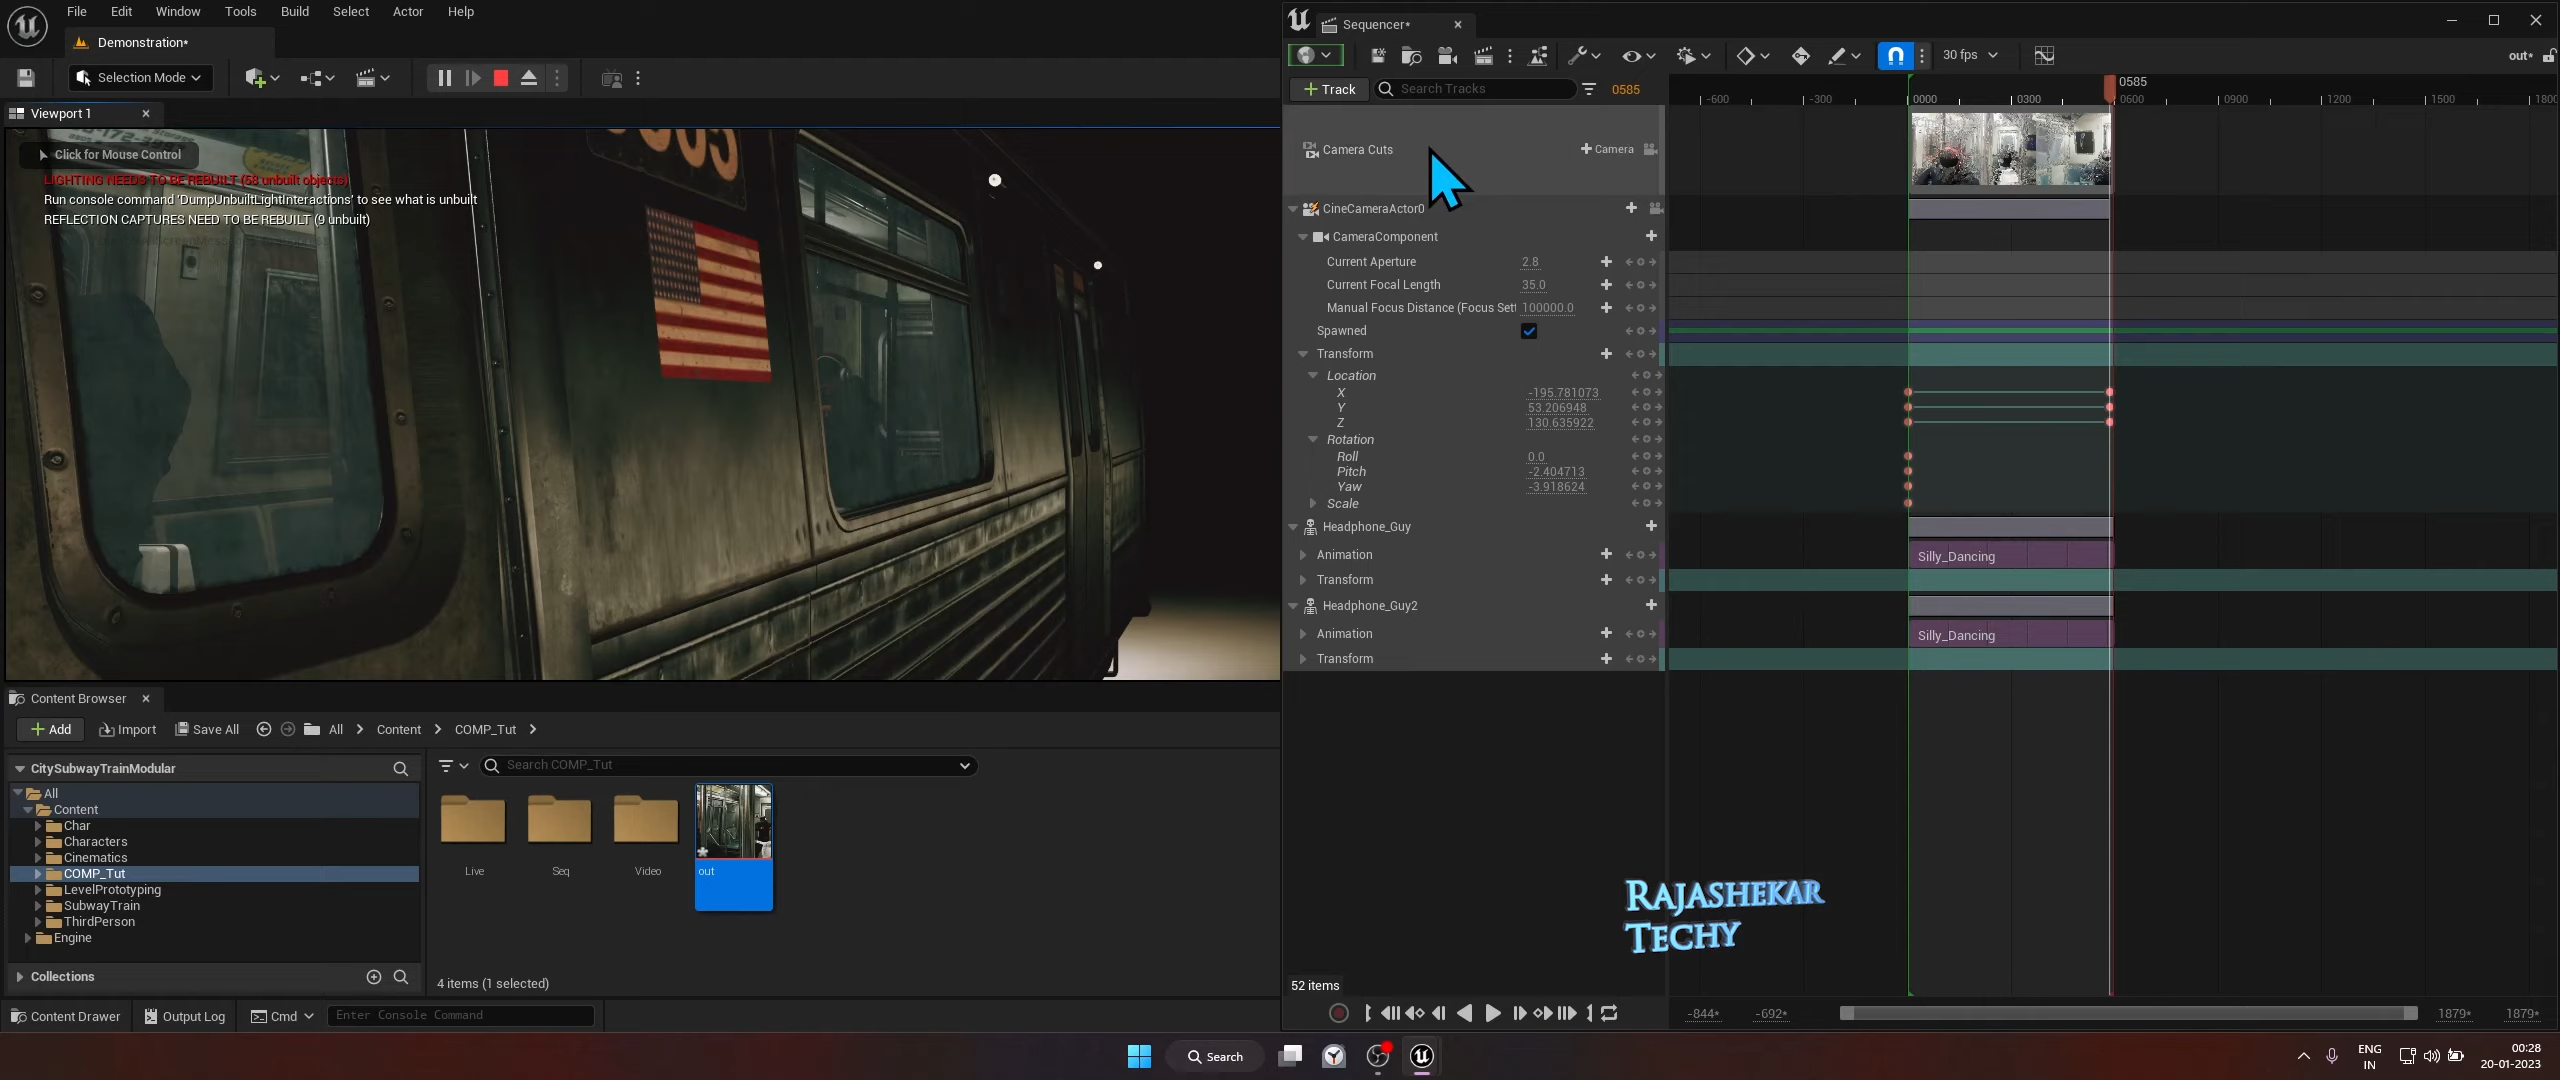 File Edit Window Tools Build Select Actor Help
Demonstration*
Selection Mode
Viewport 1
Click for Mouse Control
LIGHTING NEEDS TO BE REBUILT (58 unbuilt objects)
Run console command 'DumpUnbuiltLightInteractions' to see what is unbuilt
REFLECTION CAPTURES NEED TO BE REBUILT (9 unbuilt)
Content Browser
Add Import Save All All Content COMP_Tut
CitySubwayTrainModular
Search COMP_Tut
All
Content
Char
Characters
Cinematics
COMP_Tut
LevelPrototyping
SubwayTrain
ThirdPerson
Engine
Live Seq Video out
Collections
4 items (1 selected)
Content Drawer Output Log Cmd Enter Console Command
Sequencer*
30 fps out*
Track Search Tracks 0585
0585
-600 -300 0000 0300 0600 0900 1200 1500 1800
Camera Cuts Camera
CineCameraActor0
CameraComponent
Current Aperture 2.8
Current Focal Length 35.0
Manual Focus Distance (Focus Set 100000.0
Spawned
Transform
Location
X -195.781073
Y 53.206948
Z 130.635922
Rotation
Roll 0.0
Pitch -2.404713
Yaw -3.918624
Scale
Headphone_Guy
Animation Silly_Dancing
Transform
Headphone_Guy2
Animation Silly_Dancing
Transform
RAJASHEKAR
TECHY
52 items
-844* -692* 1879* 1879*
Search
ENG
IN
00:28
20-01-2023